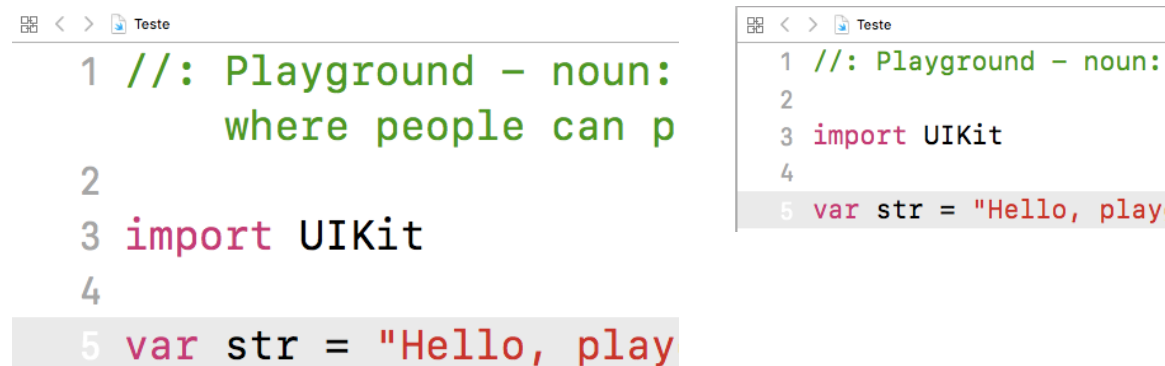 Teste
1 //: Playground – noun:
where people can p
2
3 import UIKit
4
5 var str = "Hello, play
Teste
1 //: Playground – noun:
2
3 import UIKit
4
5 var str = "Hello, play